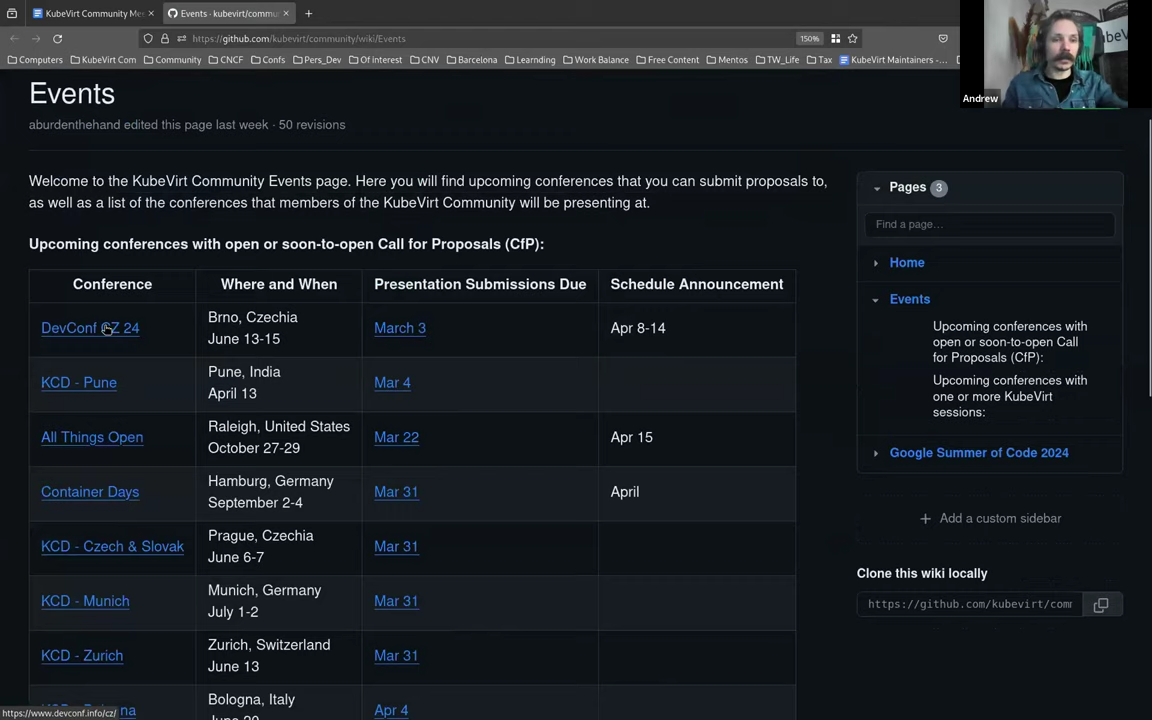 KubeVirt Community Me
Events · kubevirt/commu
https://github.com/kubevirt/community/wiki/Events
150%
Computers
KubeVirt Com
Community
CNCF
Confs
Pers_Dev
Of interest
CNV
Barcelona
Learnding
Work Balance
Free Content
Mentos
TW_Life
Tax
KubeVirt Maintainers -…
Andrew
Events
aburdenthehand edited this page last week · 50 revisions
Welcome to the KubeVirt Community Events page. Here you will find upcoming conferences that you can submit proposals to,
as well as a list of the conferences that members of the KubeVirt Community will be presenting at.
Upcoming conferences with open or soon-to-open Call for Proposals (CfP):
Conference
Where and When
Presentation Submissions Due
Schedule Announcement
DevConf CZ 24
Brno, Czechia
June 13-15
March 3
Apr 8-14
KCD - Pune
Pune, India
April 13
Mar 4
All Things Open
Raleigh, United States
October 27-29
Mar 22
Apr 15
Container Days
Hamburg, Germany
September 2-4
Mar 31
April
KCD - Czech & Slovak
Prague, Czechia
June 6-7
Mar 31
KCD - Munich
Munich, Germany
July 1-2
Mar 31
KCD - Zurich
Zurich, Switzerland
June 13
Mar 31
Bologna, Italy
Apr 4
https://www.devconf.info/cz/
Pages 3
Find a page…
Home
Events
Upcoming conferences with
open or soon-to-open Call
for Proposals (CfP):
Upcoming conferences with
one or more KubeVirt
sessions:
Google Summer of Code 2024
Add a custom sidebar
Clone this wiki locally
https://github.com/kubevirt/comm